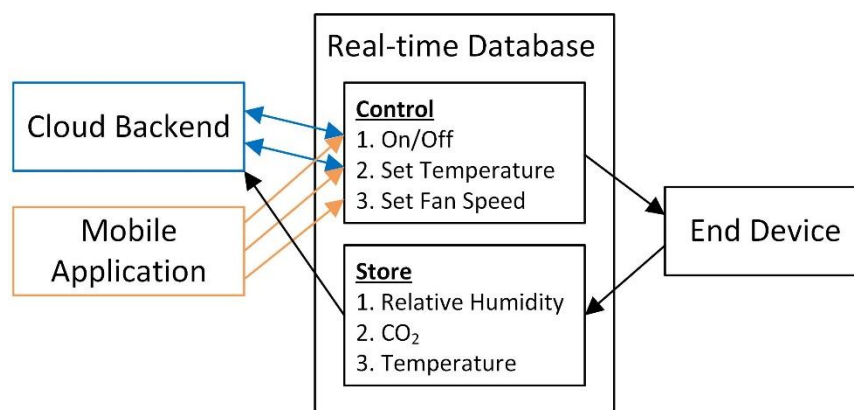 Real-time Database
Cloud Backend
Control
1. On/Off
2. Set Temperature
3. Set Fan Speed
Mobile
Application
End Device
Store
1. Relative Humidity
2. CO₂
3. Temperature